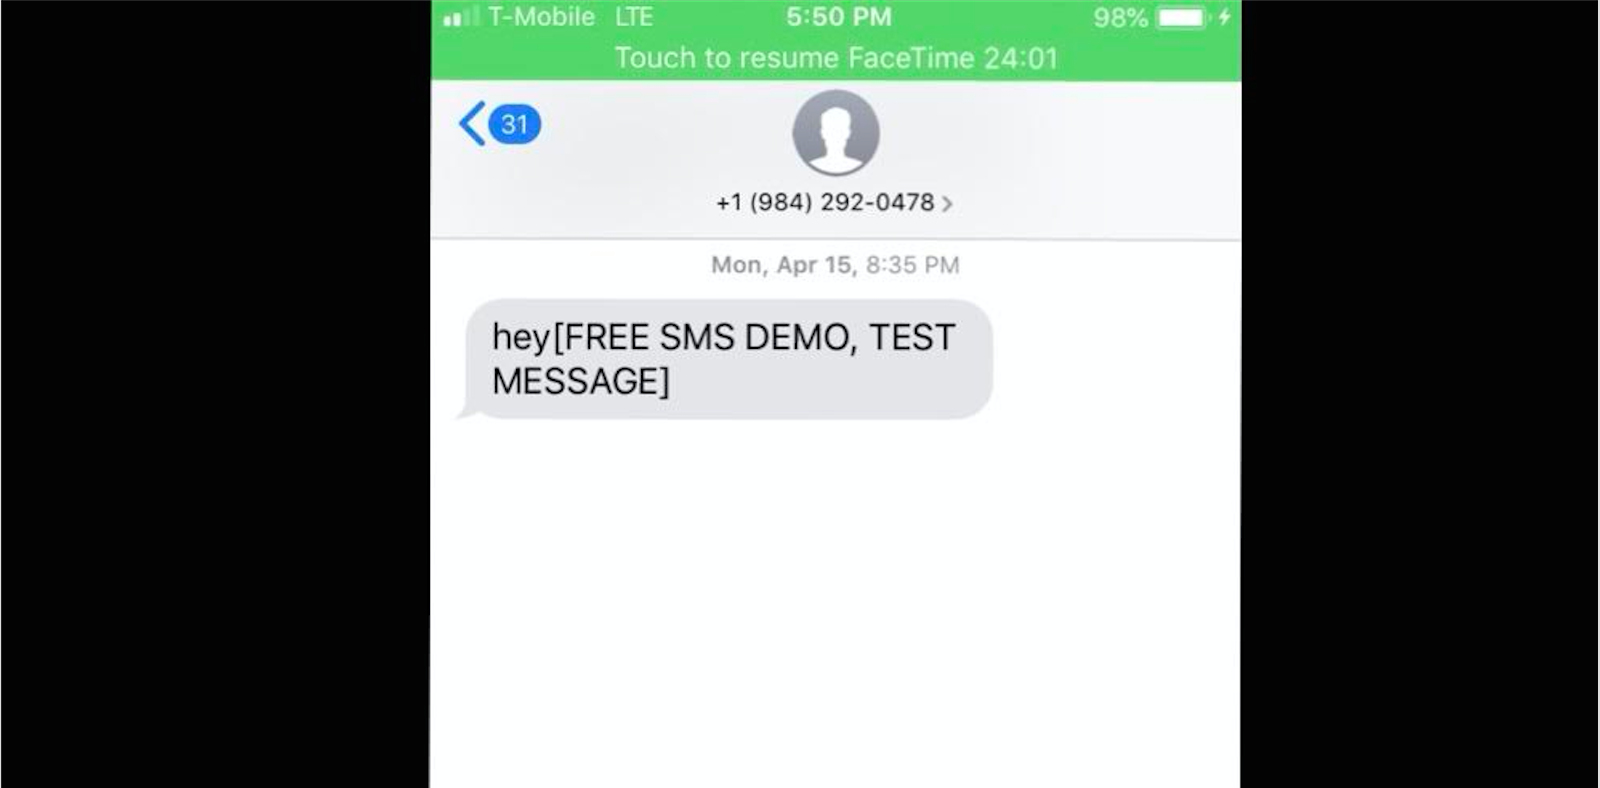 T-Mobile LTE 5:50 PM 98%
Touch to resume FaceTime 24:01
31
+1 (984) 292-0478 >
Mon, Apr 15, 8:35 PM
hey[FREE SMS DEMO, TEST
MESSAGE]